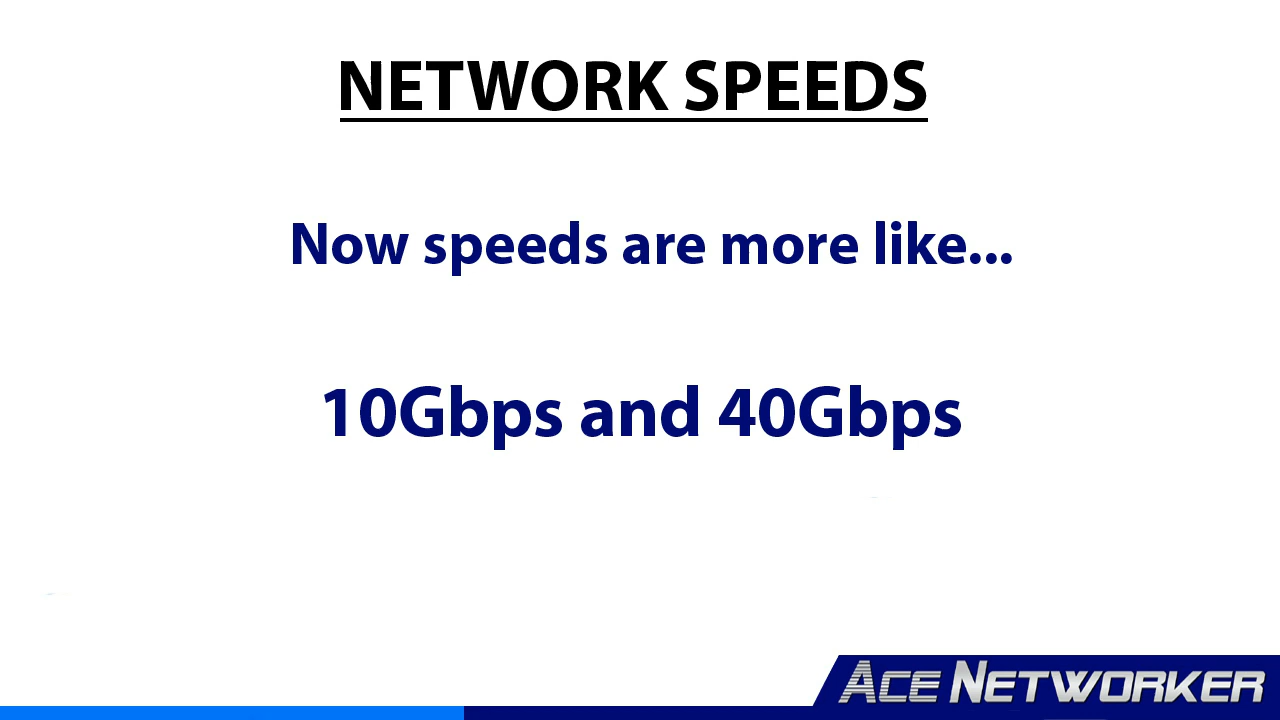 NETWORK SPEEDS
Now speeds are more like...
10Gbps and 40Gbps
ACE NETWORKER